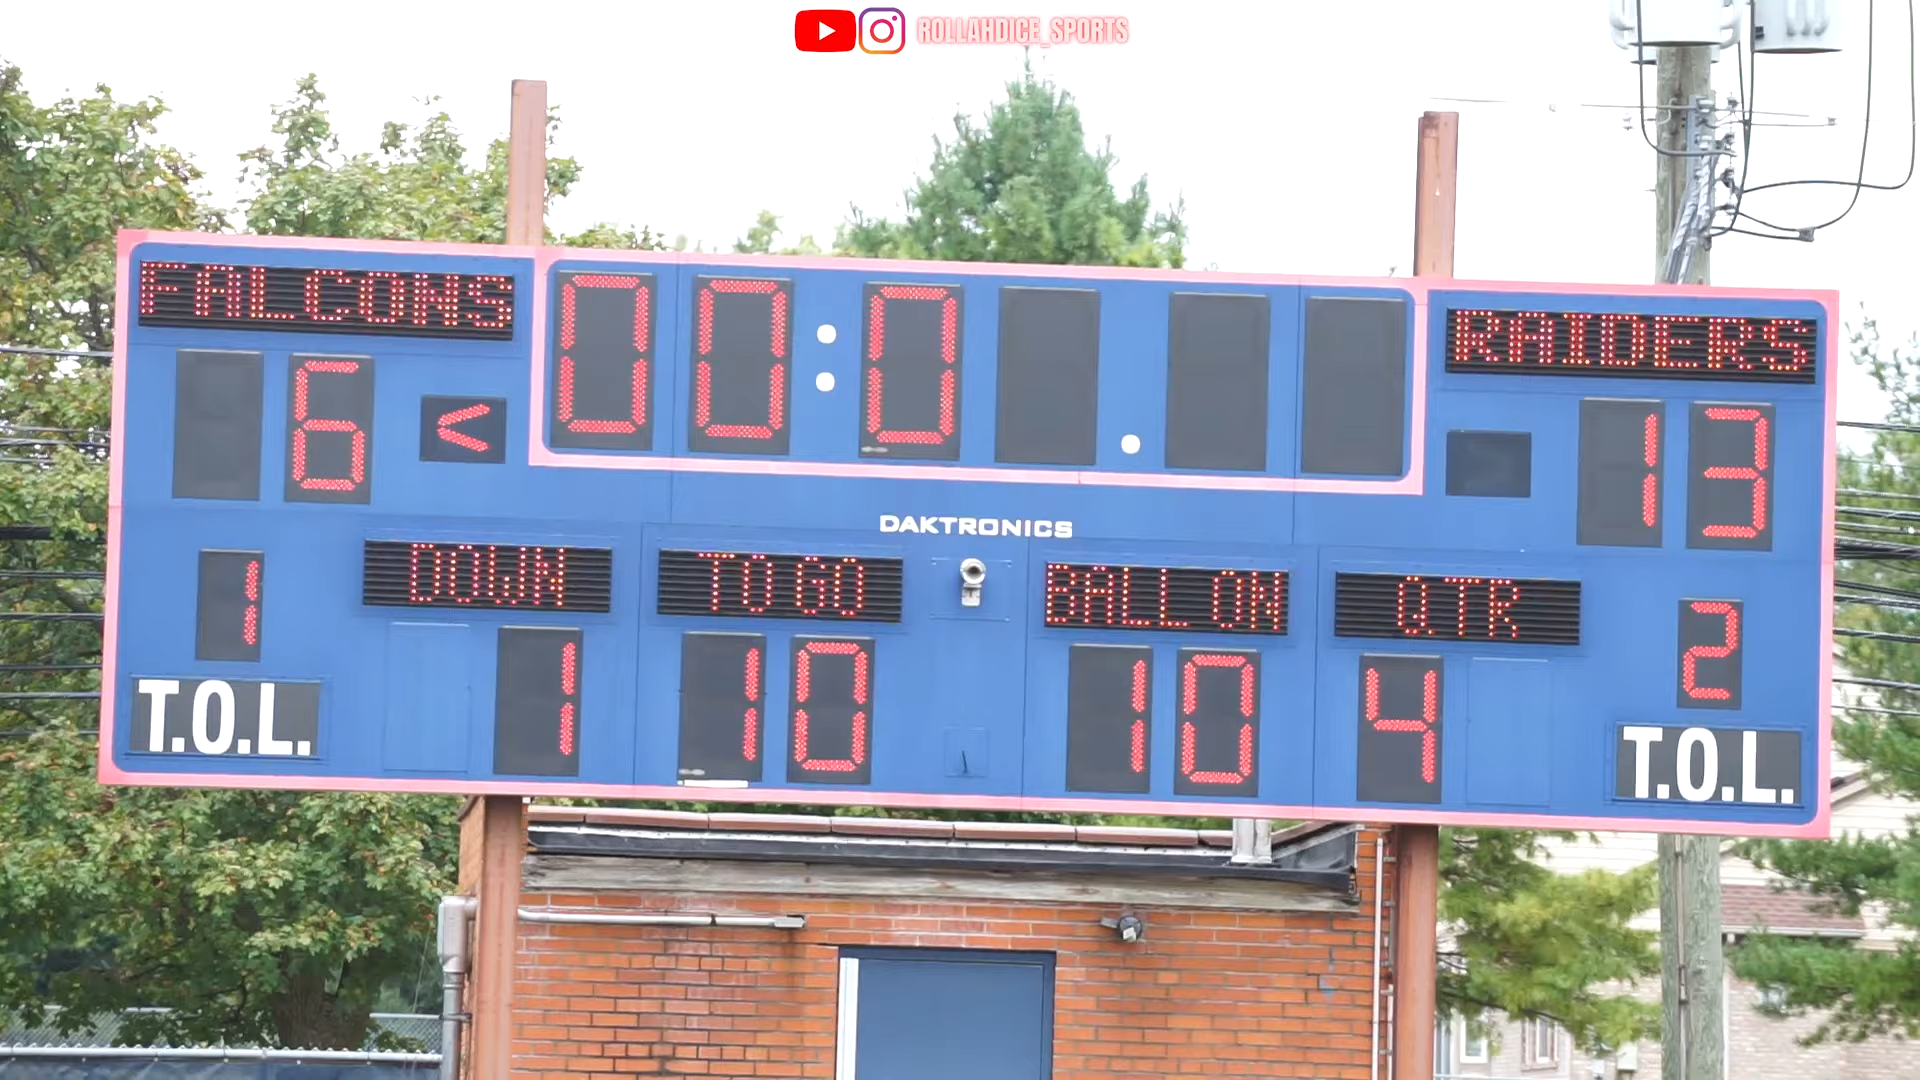 ROLLAHDICE_SPORTS
FALCONS
00:0 .
RAIDERS
6 <
13
DAKTRONICS
DOWN
TO GO
BALL ON
QTR
1
1
10
10
4
2
T.O.L.
T.O.L.